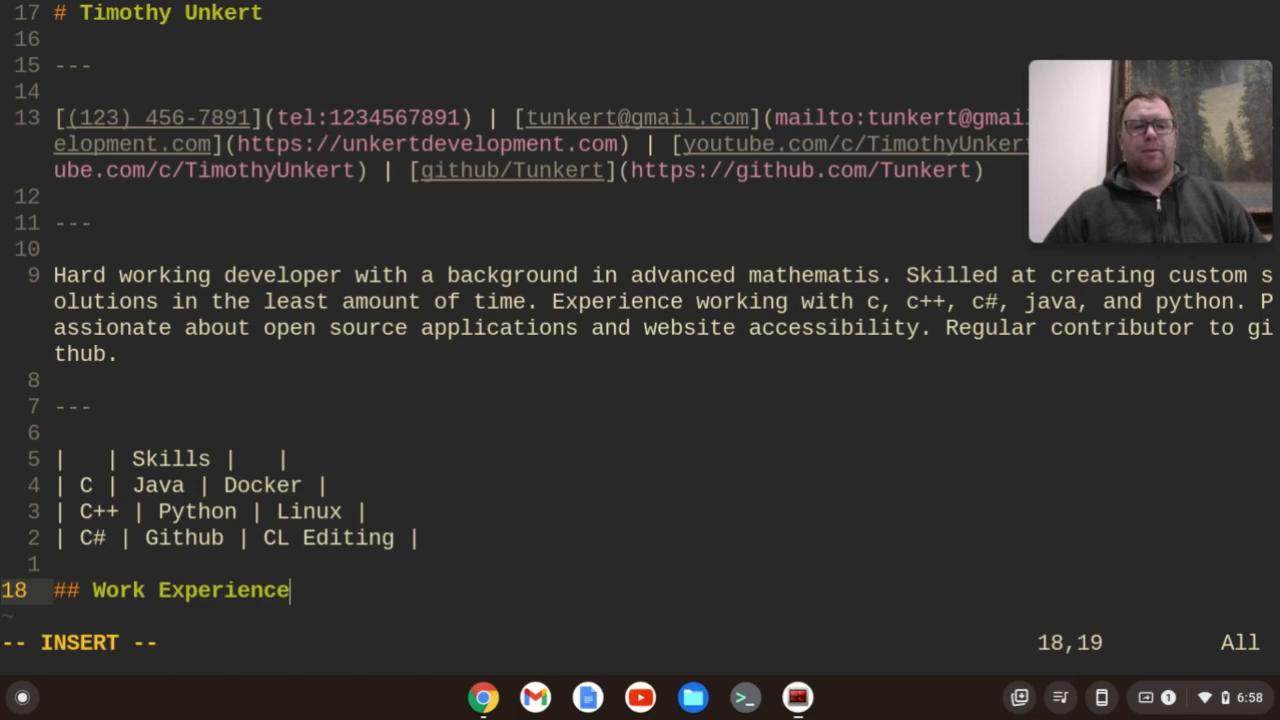 17 # Timothy Unkert
16
15 ---
14
13 [(123) 456-7891](tel:1234567891) | [tunkert@gmail.com](mailto:tunkert@gmai
elopment.com](https://unkertdevelopment.com) | [youtube.com/c/TimothyUnkert
ube.com/c/TimothyUnkert) | [github/Tunkert](https://github.com/Tunkert)
12
11 ---
10
9 Hard working developer with a background in advanced mathematis. Skilled at creating custom s
olutions in the least amount of time. Experience working with c, c++, c#, java, and python. P
assionate about open source applications and website accessibility. Regular contributor to gi
thub.
8
7 ---
6
5 | | Skills | |
4 | C | Java | Docker |
3 | C++ | Python | Linux |
2 | C# | Github | CL Editing |
1
18 ## Work Experience
~
-- INSERT -- 18,19 All
1 6:58